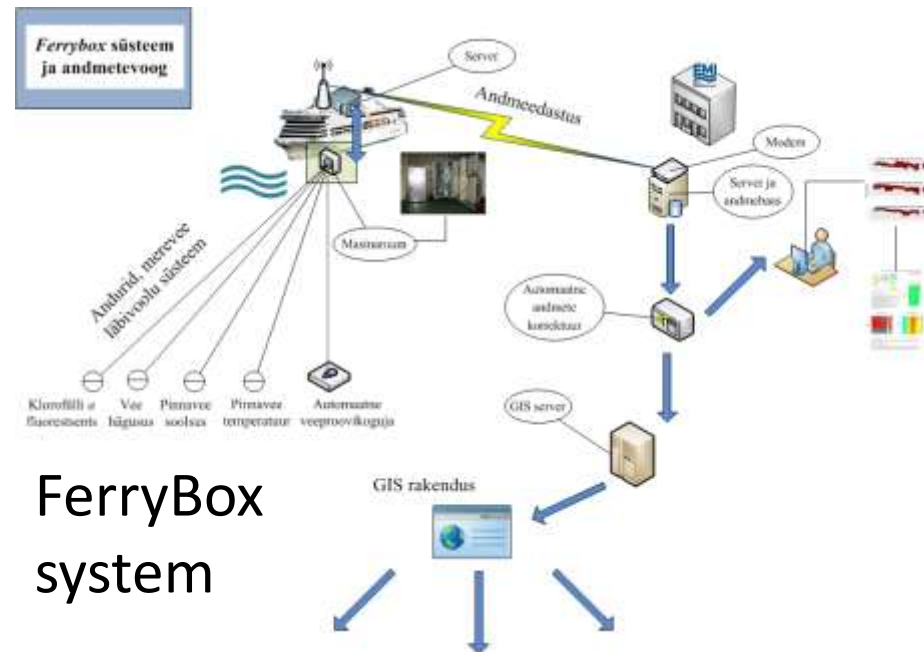 Ferrybox süsteem
ja andmetevoog
Server
Andmeedastus
EMI
Modem
Server ja
andmebaas
Masinaruum
Andurid, merevee
läbivoolu süsteem
Automaatne
andmete
korrektuur
Klorofülli a
fluorestsents
Vee
hägusus
Pinnavee
soolsus
Pinnavee
temperatuur
Automaatne
veeproovikoguja
GIS server
GIS rakendus
FerryBox
system